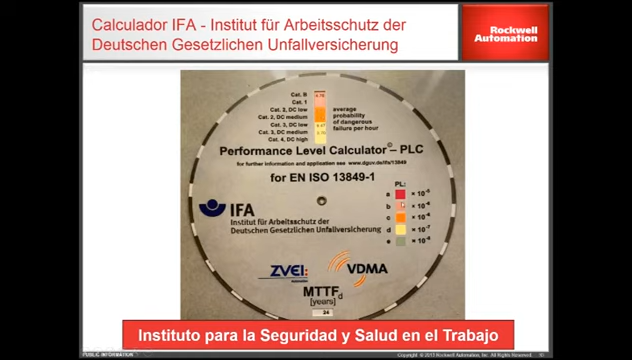 Calculador IFA - Institut für Arbeitsschutz der
Deutschen Gesetzlichen Unfallversicherung
Rockwell
Automation
Cat. B
Cat. 1
Cat. 2, DC low
Cat. 2, DC medium
Cat. 3, DC low
Cat. 3, DC medium
Cat. 4, DC high
average
probability
of dangerous
failure per hour
Performance Level Calculator© – PLC
for further information and application see www.dguv.de/ifa/13849
for EN ISO 13849-1
PL:
a
b
c
d
e
IFA
Institut für Arbeitsschutz der
Deutschen Gesetzlichen Unfallversicherung
ZVEI:
VDMA
MTTFd
[years]
24
Instituto para la Seguridad y Salud en el Trabajo
PUBLIC INFORMATION